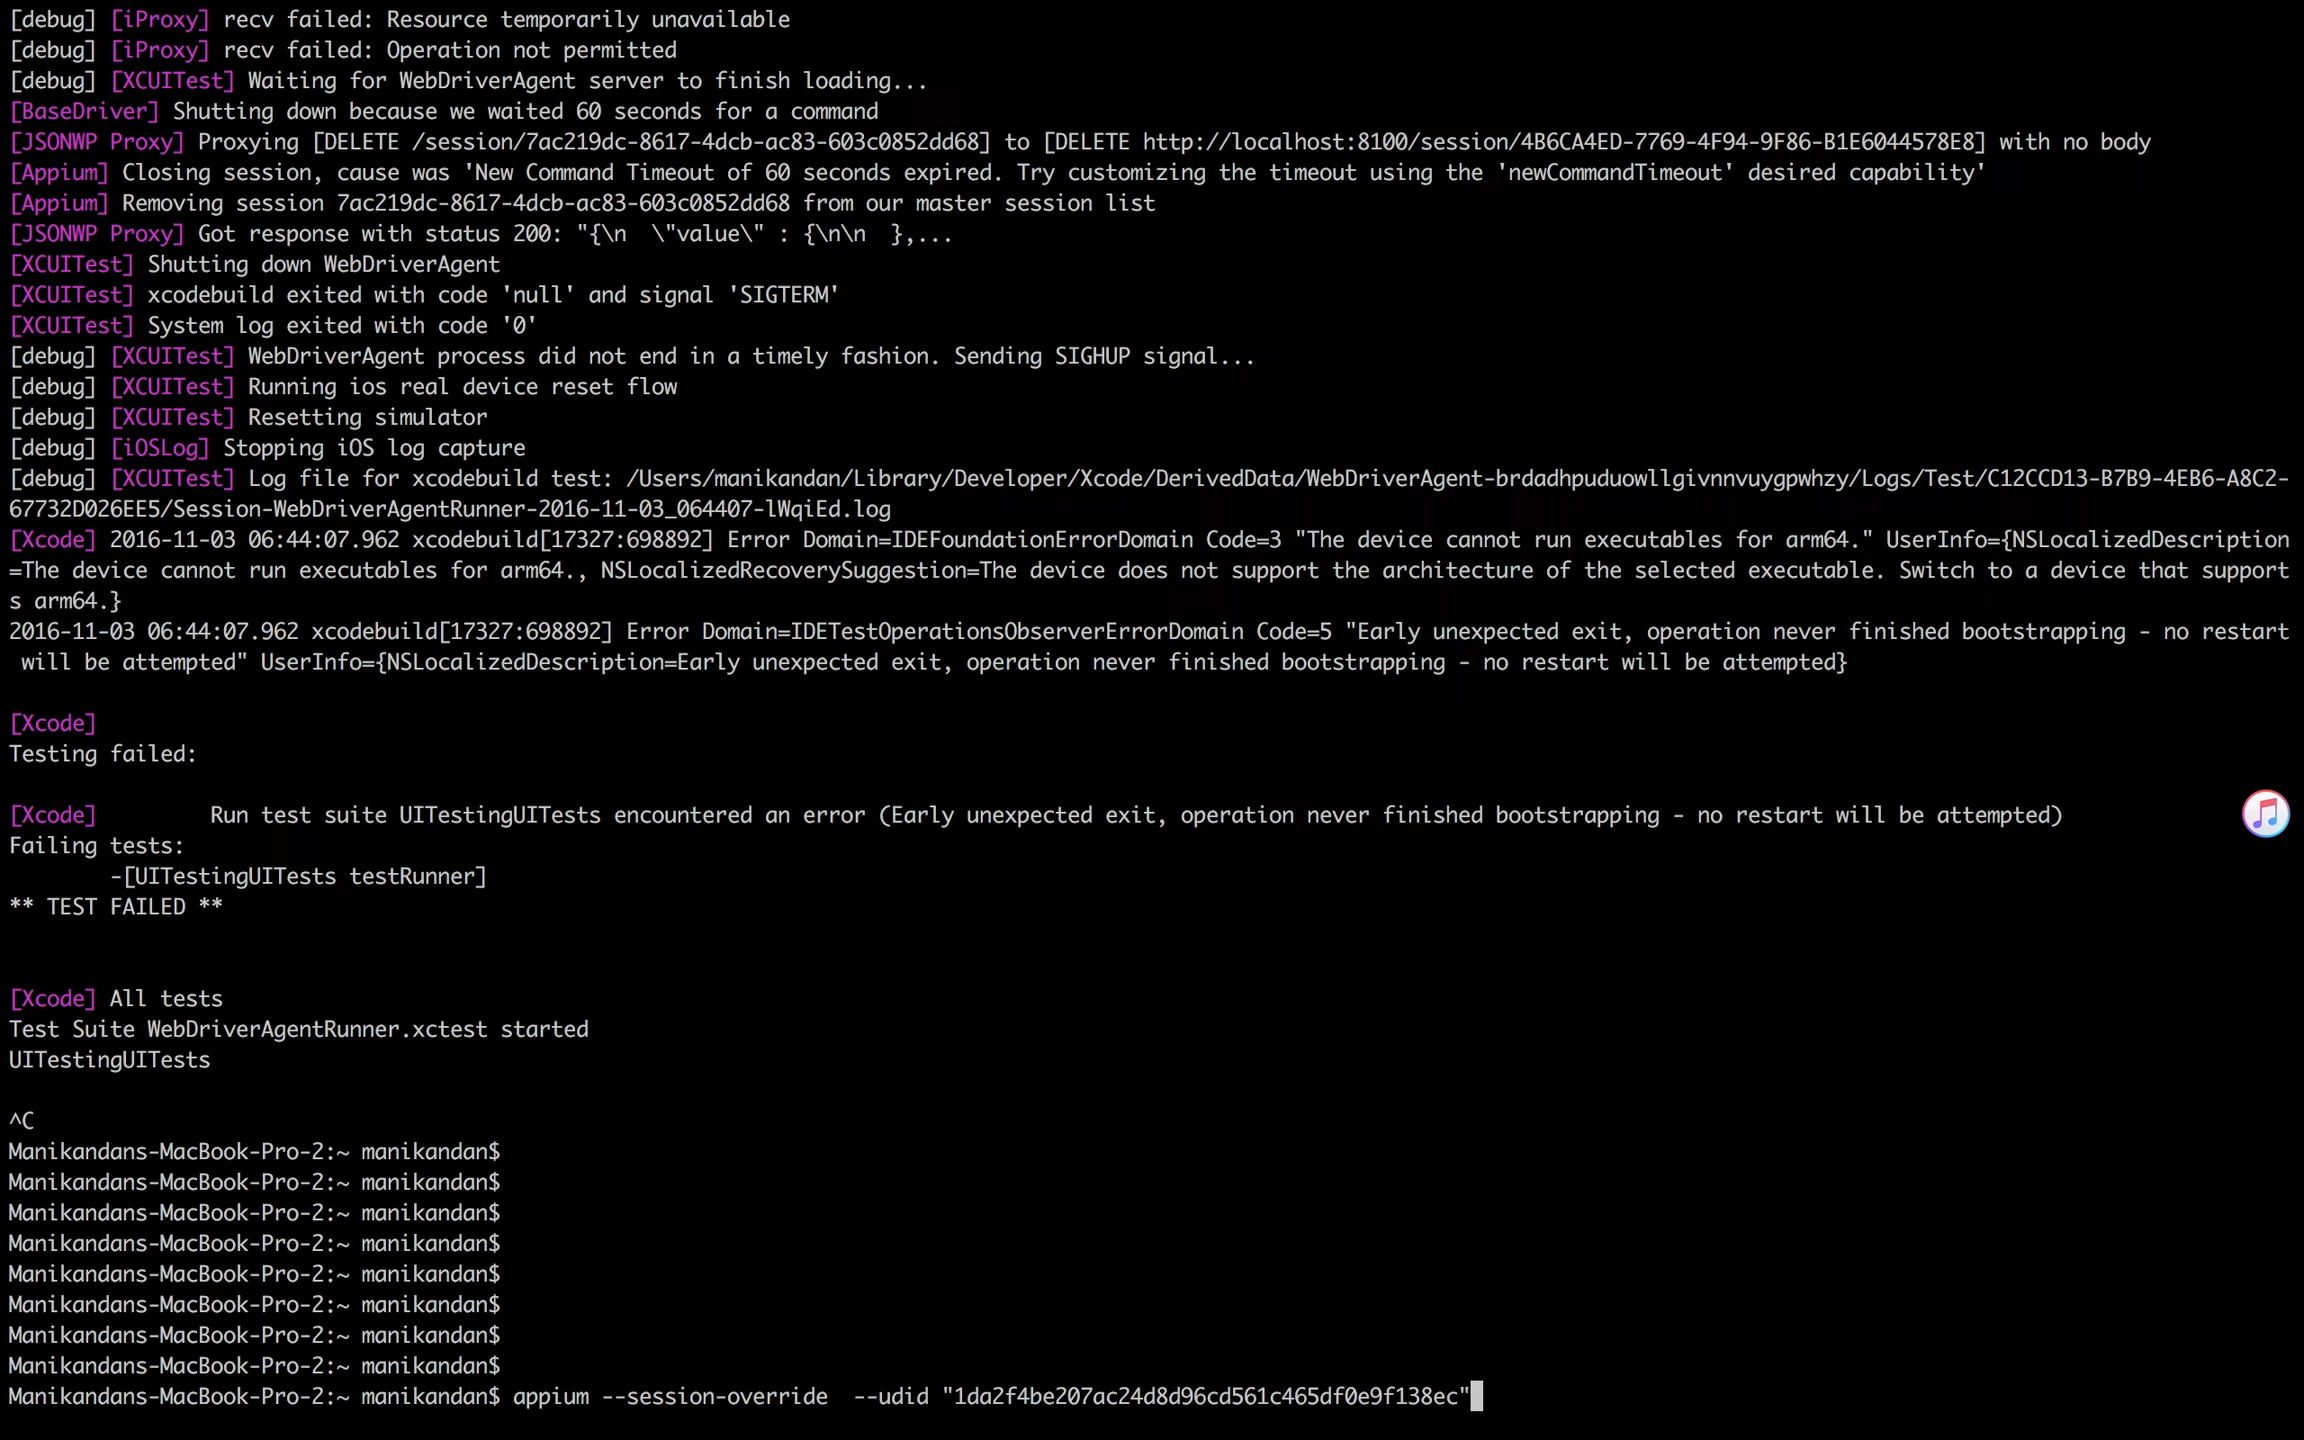 [debug] [iProxy] recv failed: Resource temporarily unavailable
[debug] [iProxy] recv failed: Operation not permitted
[debug] [XCUITest] Waiting for WebDriverAgent server to finish loading...
[BaseDriver] Shutting down because we waited 60 seconds for a command
[JSONWP Proxy] Proxying [DELETE /session/7ac219dc-8617-4dcb-ac83-603c0852dd68] to [DELETE http://localhost:8100/session/4B6CA4ED-7769-4F94-9F86-B1E6044578E8] with no body
[Appium] Closing session, cause was 'New Command Timeout of 60 seconds expired. Try customizing the timeout using the 'newCommandTimeout' desired capability'
[Appium] Removing session 7ac219dc-8617-4dcb-ac83-603c0852dd68 from our master session list
[JSONWP Proxy] Got response with status 200: "{\n  \"value\" : {\n\n  },...
[XCUITest] Shutting down WebDriverAgent
[XCUITest] xcodebuild exited with code 'null' and signal 'SIGTERM'
[XCUITest] System log exited with code '0'
[debug] [XCUITest] WebDriverAgent process did not end in a timely fashion. Sending SIGHUP signal...
[debug] [XCUITest] Running ios real device reset flow
[debug] [XCUITest] Resetting simulator
[debug] [iOSLog] Stopping iOS log capture
[debug] [XCUITest] Log file for xcodebuild test: /Users/manikandan/Library/Developer/Xcode/DerivedData/WebDriverAgent-brdadhpuduowllgivnnvuygpwhzy/Logs/Test/C12CCD13-B7B9-4EB6-A8C2-
67732D026EE5/Session-WebDriverAgentRunner-2016-11-03_064407-lWqiEd.log
[Xcode] 2016-11-03 06:44:07.962 xcodebuild[17327:698892] Error Domain=IDEFoundationErrorDomain Code=3 "The device cannot run executables for arm64." UserInfo={NSLocalizedDescription
=The device cannot run executables for arm64., NSLocalizedRecoverySuggestion=The device does not support the architecture of the selected executable. Switch to a device that support
s arm64.}
2016-11-03 06:44:07.962 xcodebuild[17327:698892] Error Domain=IDETestOperationsObserverErrorDomain Code=5 "Early unexpected exit, operation never finished bootstrapping - no restart
 will be attempted" UserInfo={NSLocalizedDescription=Early unexpected exit, operation never finished bootstrapping - no restart will be attempted}
[Xcode]
Testing failed:
[Xcode]         Run test suite UITestingUITests encountered an error (Early unexpected exit, operation never finished bootstrapping - no restart will be attempted)
Failing tests:
        -[UITestingUITests testRunner]
** TEST FAILED **
[Xcode] All tests
Test Suite WebDriverAgentRunner.xctest started
UITestingUITests
^C
Manikandans-MacBook-Pro-2:~ manikandan$
Manikandans-MacBook-Pro-2:~ manikandan$
Manikandans-MacBook-Pro-2:~ manikandan$
Manikandans-MacBook-Pro-2:~ manikandan$
Manikandans-MacBook-Pro-2:~ manikandan$
Manikandans-MacBook-Pro-2:~ manikandan$
Manikandans-MacBook-Pro-2:~ manikandan$
Manikandans-MacBook-Pro-2:~ manikandan$
Manikandans-MacBook-Pro-2:~ manikandan$ appium --session-override  --udid "1da2f4be207ac24d8d96cd561c465df0e9f138ec"